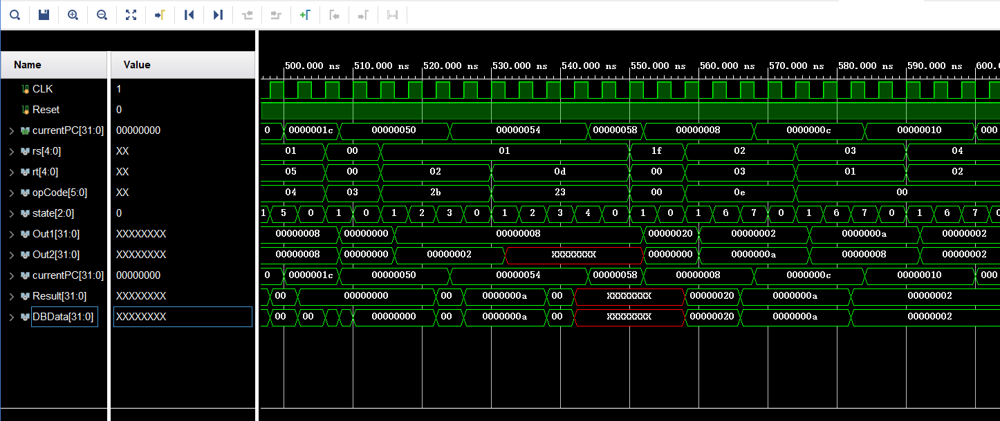 500.000 ns 510.000 ns 520.000 ns 530.000 ns 540.000 ns 550.000 ns 560.000 ns 570.000 ns 580.000 ns 590.000 ns 600.
Name Value
CLK 1
Reset 0
currentPC[31:0] 00000000 0 0000001c 00000050 00000054 00000058 00000008 0000000c 00000010 000
rs[4:0] XX 01 00 01 1f 02 03 04
rt[4:0] XX 05 00 02 0d 00 03 01 02
opCode[5:0] XX 04 03 2b 23 00 0e 00
state[2:0] 0 1 5 0 1 0 1 2 3 0 1 2 3 4 0 1 0 1 6 7 0 1 6 7 0 1 6 7 0
Out1[31:0] XXXXXXXX 00000008 00000000 00000008 00000020 00000002 0000000a 00000002
Out2[31:0] XXXXXXXX 00000008 00000000 00000002 XXXXXXXX 00000000 0000000a 00000008 00000002
currentPC[31:0] 00000000 0 0000001c 00000050 00000054 00000058 00000008 0000000c 00000010 000
Result[31:0] XXXXXXXX 00 00000000 00 0000000a 00 XXXXXXXX 00000020 0000000a 00000002
DBData[31:0] XXXXXXXX 00 00 00000000 00 0000000a 00 XXXXXXXX 00000020 0000000a 00000002